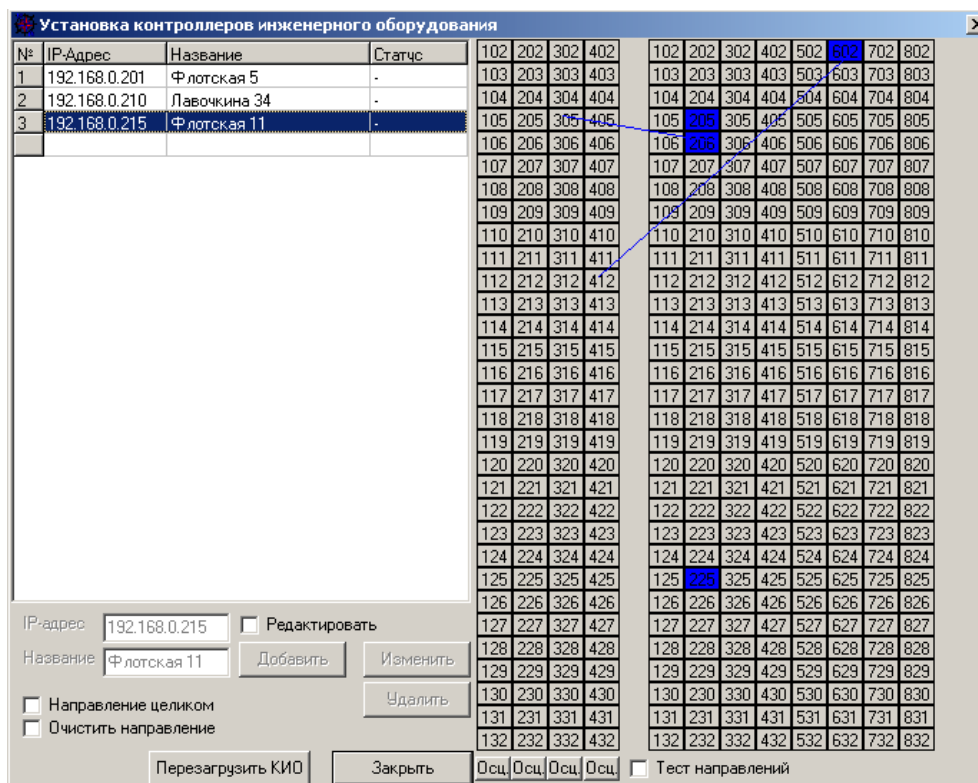 Установка контроллеров инженерного оборудования
№ IP-Адрес Название Статус
1 192.168.0.201 Флотская 5 -
2 192.168.0.210 Лавочкина 34 -
3 192.168.0.215 Флотская 11 -
IP-адрес 192.168.0.215 Редактировать
Название Флотская 11 Добавить Изменить
Удалить
Направление целиком
Очистить направление
Перезагрузить КИО Закрыть
102 202 302 402 102 202 302 402 502 602 702 802
103 203 303 403 103 203 303 403 503 603 703 803
104 204 304 404 104 204 304 404 504 604 704 804
105 205 305 405 105 205 305 405 505 605 705 805
106 206 306 406 106 206 306 406 506 606 706 806
107 207 307 407 107 207 307 407 507 607 707 807
108 208 308 408 108 208 308 408 508 608 708 808
109 209 309 409 109 209 309 409 509 609 709 809
110 210 310 410 110 210 310 410 510 610 710 810
111 211 311 411 111 211 311 411 511 611 711 811
112 212 312 412 112 212 312 412 512 612 712 812
113 213 313 413 113 213 313 413 513 613 713 813
114 214 314 414 114 214 314 414 514 614 714 814
115 215 315 415 115 215 315 415 515 615 715 815
116 216 316 416 116 216 316 416 516 616 716 816
117 217 317 417 117 217 317 417 517 617 717 817
118 218 318 418 118 218 318 418 518 618 718 818
119 219 319 419 119 219 319 419 519 619 719 819
120 220 320 420 120 220 320 420 520 620 720 820
121 221 321 421 121 221 321 421 521 621 721 821
122 222 322 422 122 222 322 422 522 622 722 822
123 223 323 423 123 223 323 423 523 623 723 823
124 224 324 424 124 224 324 424 524 624 724 824
125 225 325 425 125 225 325 425 525 625 725 825
126 226 326 426 126 226 326 426 526 626 726 826
127 227 327 427 127 227 327 427 527 627 727 827
128 228 328 428 128 228 328 428 528 628 728 828
129 229 329 429 129 229 329 429 529 629 729 829
130 230 330 430 130 230 330 430 530 630 730 830
131 231 331 431 131 231 331 431 531 631 731 831
132 232 332 432 132 232 332 432 532 632 732 832
Осц. Осц. Осц. Осц. Тест направлений